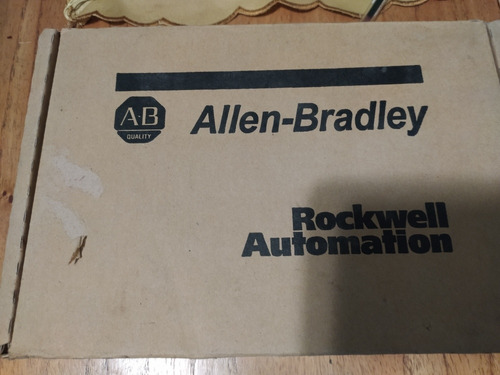 AB
QUALITY
Allen-Bradley
Rockwell
Automation